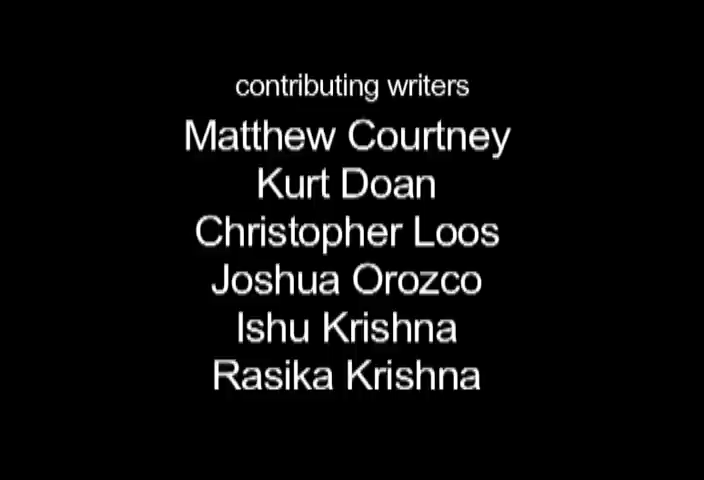 contributing writers
Matthew Courtney
Kurt Doan
Christopher Loos
Joshua Orozco
Ishu Krishna
Rasika Krishna